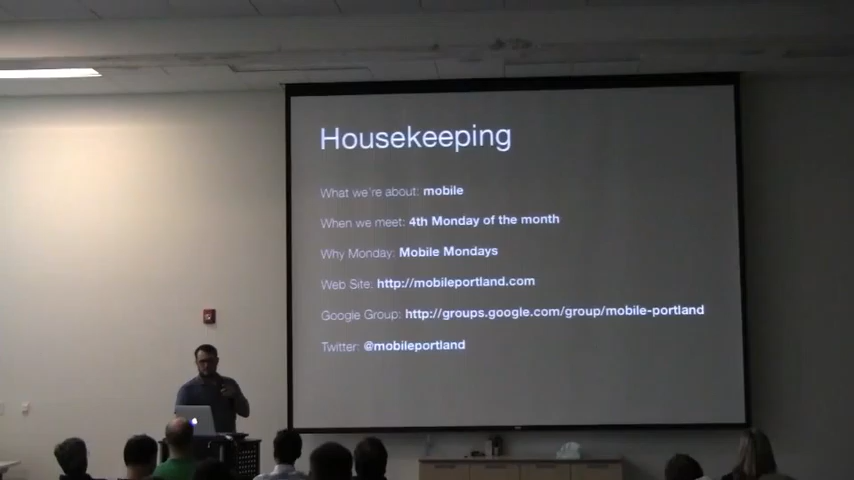 Housekeeping
What we're about: mobile
When we meet: 4th Monday of the month
Why Monday: Mobile Mondays
Web Site: http://mobileportland.com
Google Group: http://groups.google.com/group/mobile-portland
Twitter: @mobileportland